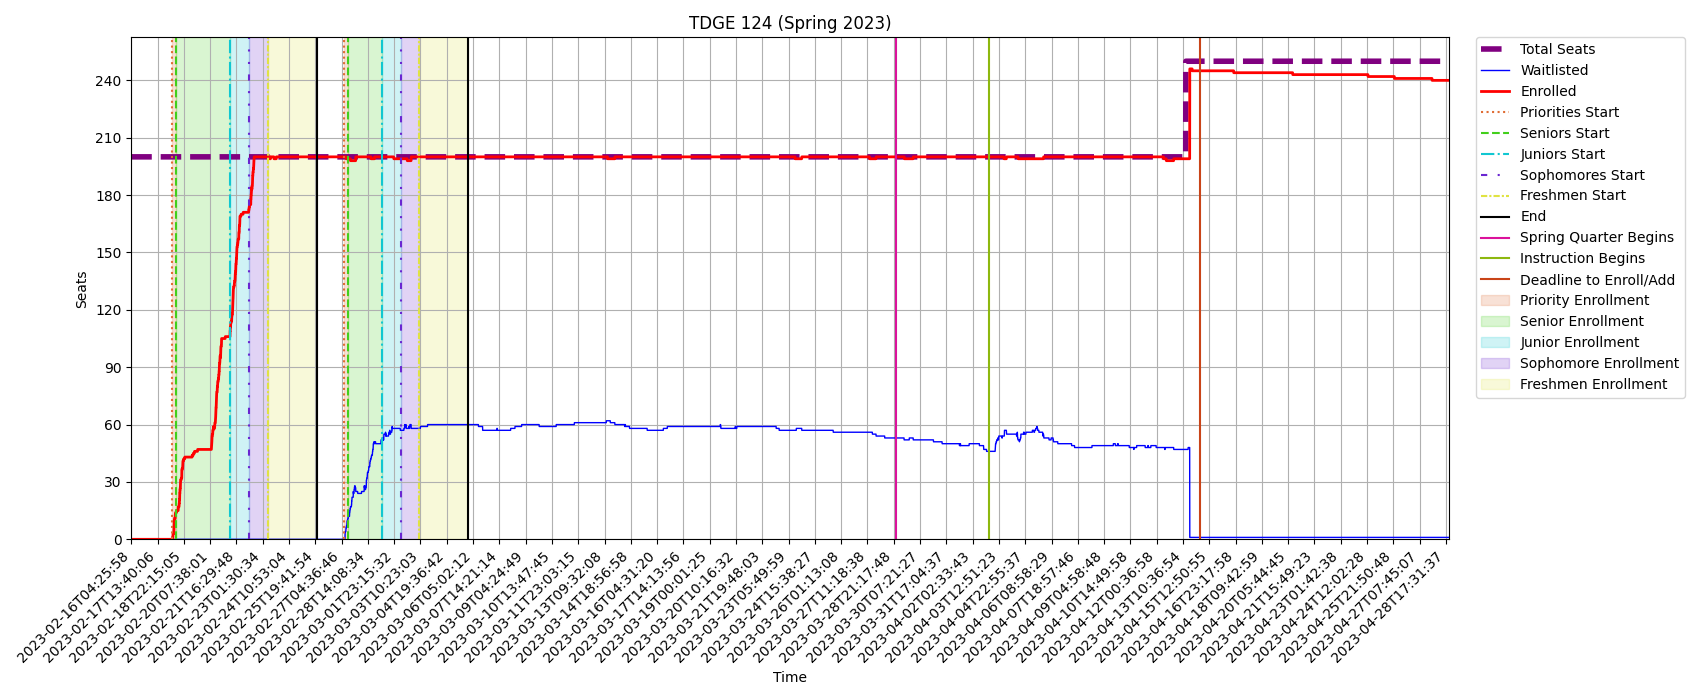 TDGE 124 (Spring 2023)
Seats
240
210
180
150
120
90
60
30
0
2023-02-16T04:25:58
2023-02-17T13:40:06
2023-02-18T22:15:05
2023-02-20T07:38:01
2023-02-21T16:29:48
2023-02-23T01:30:34
2023-02-24T10:53:04
2023-02-25T19:41:54
2023-02-27T04:36:46
2023-02-28T14:08:34
2023-03-01T23:15:32
2023-03-03T10:23:03
2023-03-04T19:36:42
2023-03-06T05:02:12
2023-03-07T14:21:14
2023-03-09T04:24:49
2023-03-10T13:47:45
2023-03-11T23:03:15
2023-03-13T09:32:08
2023-03-14T18:56:58
2023-03-16T04:31:20
2023-03-17T14:13:56
2023-03-19T00:01:25
2023-03-20T10:16:32
2023-03-21T19:48:03
2023-03-23T05:49:59
2023-03-24T15:38:27
2023-03-26T01:13:08
2023-03-27T11:18:38
2023-03-28T21:17:48
2023-03-30T07:21:27
2023-03-31T17:04:37
2023-04-02T02:33:43
2023-04-03T12:51:23
2023-04-04T22:55:37
2023-04-06T08:58:29
2023-04-07T18:57:46
2023-04-09T04:58:48
2023-04-10T14:49:58
2023-04-12T00:36:58
2023-04-13T10:36:54
2023-04-15T12:50:55
2023-04-16T23:17:58
2023-04-18T09:42:59
2023-04-20T05:44:45
2023-04-21T15:49:23
2023-04-23T01:42:38
2023-04-24T12:02:28
2023-04-25T21:50:48
2023-04-27T07:45:07
2023-04-28T17:31:37
Time
Total Seats
Waitlisted
Enrolled
Priorities Start
Seniors Start
Juniors Start
Sophomores Start
Freshmen Start
End
Spring Quarter Begins
Instruction Begins
Deadline to Enroll/Add
Priority Enrollment
Senior Enrollment
Junior Enrollment
Sophomore Enrollment
Freshmen Enrollment